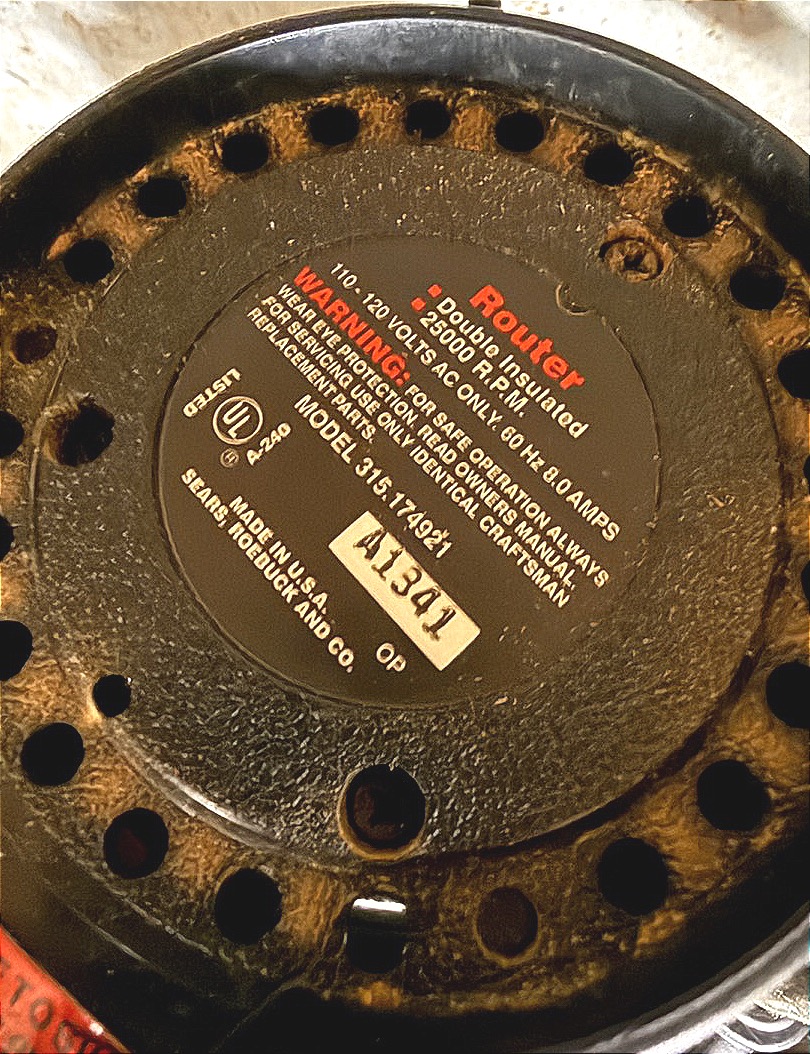 Router
Double Insulated
25000 R.P.M.
110-120 VOLTS AC ONLY. 60 Hz 8.0 AMPS
WARNING: FOR SAFE OPERATION ALWAYS
WEAR EYE PROTECTION. READ OWNERS MANUAL.
FOR SERVICING USE ONLY IDENTICAL CRAFTSMAN
REPLACEMENT PARTS.
MODEL 315.174921
LISTED
UL
A-240
A1341
MADE IN U.S.A.
SEARS, ROEBUCK AND CO.
OP